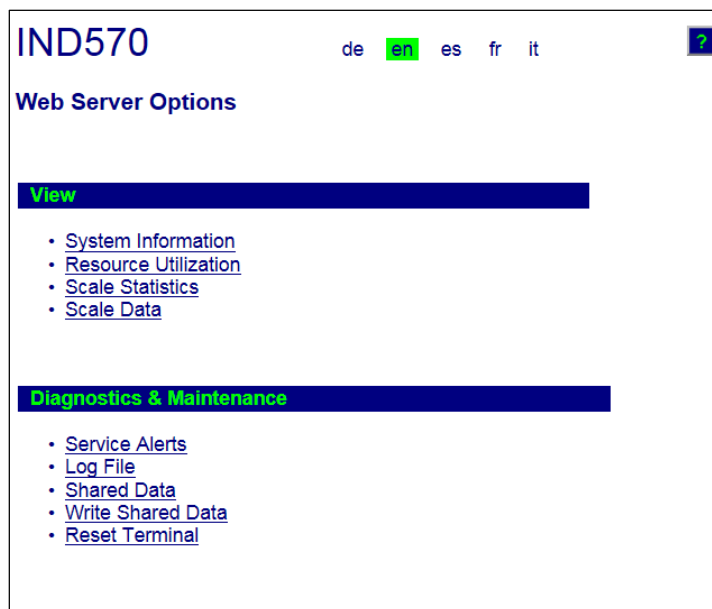 IND570 de en es fr it ?
Web Server Options
View
• System Information
• Resource Utilization
• Scale Statistics
• Scale Data
Diagnostics & Maintenance
• Service Alerts
• Log File
• Shared Data
• Write Shared Data
• Reset Terminal